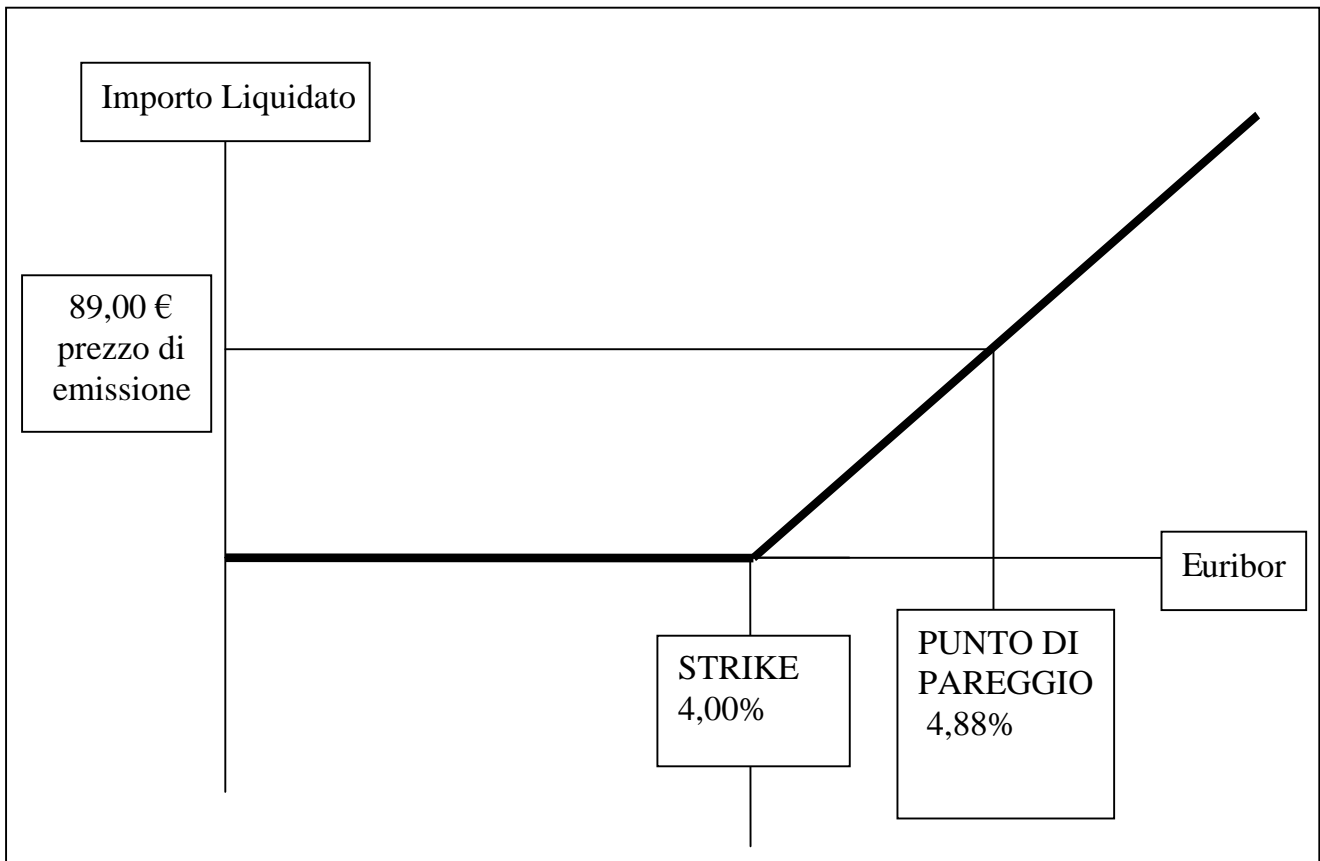 Importo Liquidato
89,00 €
prezzo di
emissione
Euribor
STRIKE
4,00%
PUNTO DI
PAREGGIO
4,88%